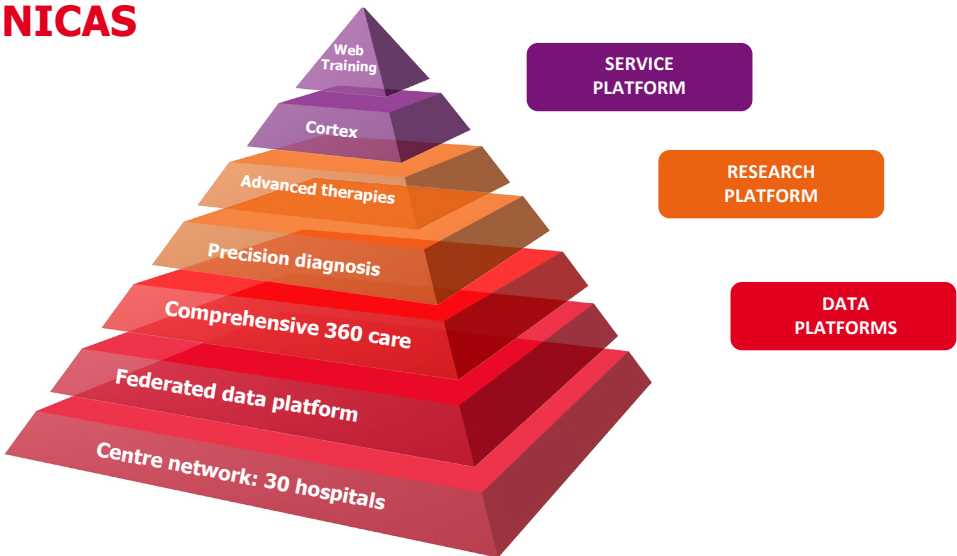 NICAS
Web
Training
Cortex
Advanced therapies
Precision diagnosis
Comprehensive 360 care
Federated data platform
Centre network: 30 hospitals
SERVICE
PLATFORM
RESEARCH
PLATFORM
DATA
PLATFORMS